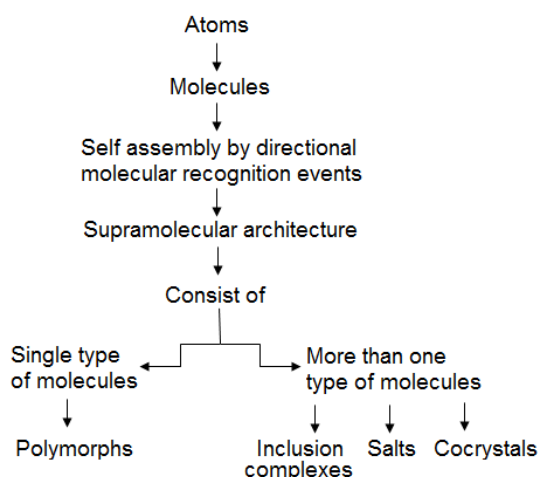 Atoms
Molecules
Self assembly by directional
molecular recognition events
Supramolecular architecture
Consist of
Single type
of molecules
More than one
type of molecules
Polymorphs
Inclusion
complexes
Salts
Cocrystals